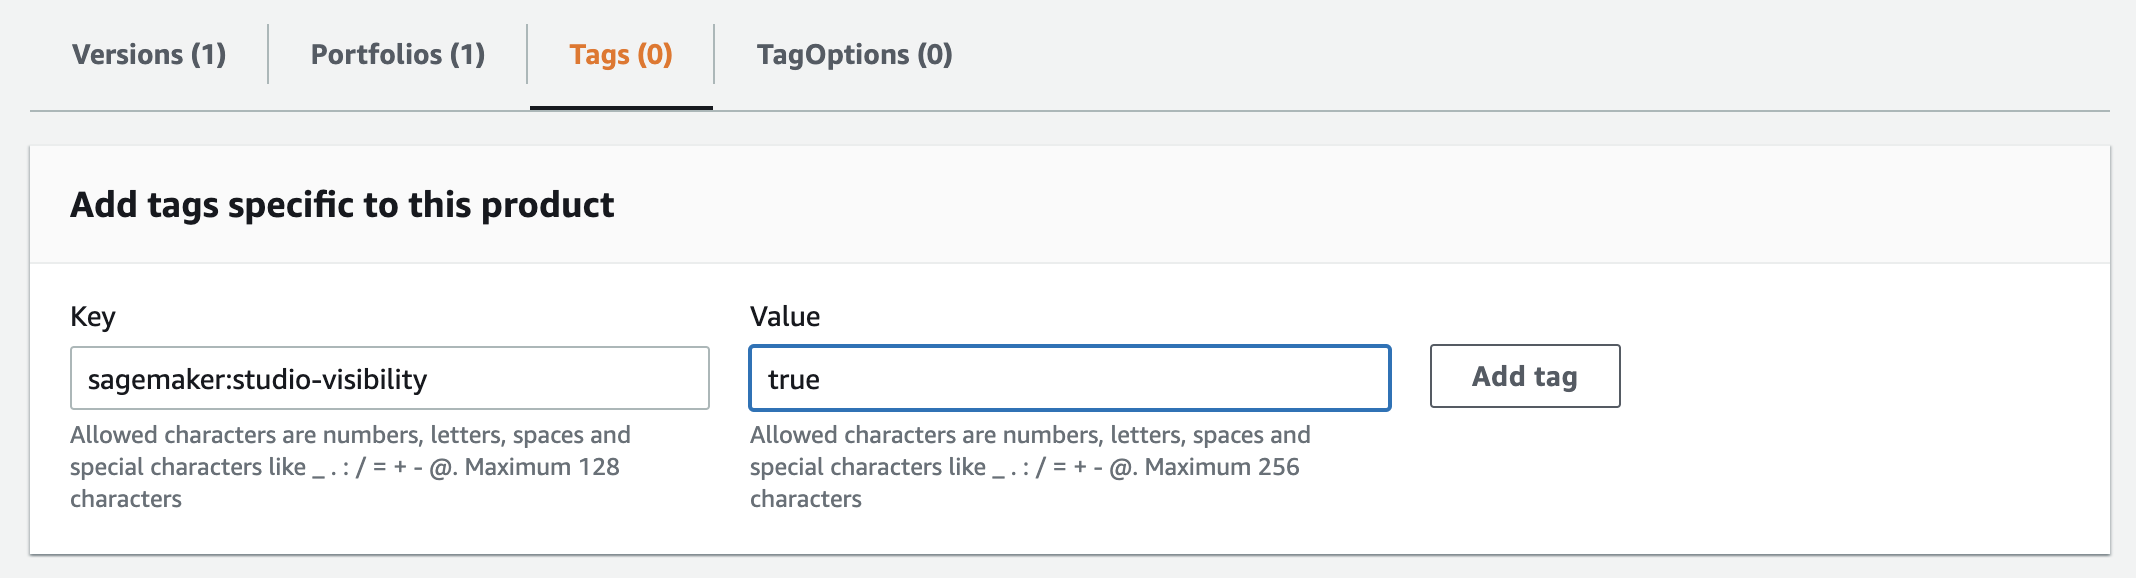 Versions (1)
Portfolios (1)
Tags (0)
TagOptions (0)
Add tags specific to this product
Key
sagemaker:studio-visibility
Allowed characters are numbers, letters, spaces and
special characters like _ . : / = + - @. Maximum 128
characters
Value
true
Allowed characters are numbers, letters, spaces and
special characters like _ . : / = + - @. Maximum 256
characters
Add tag